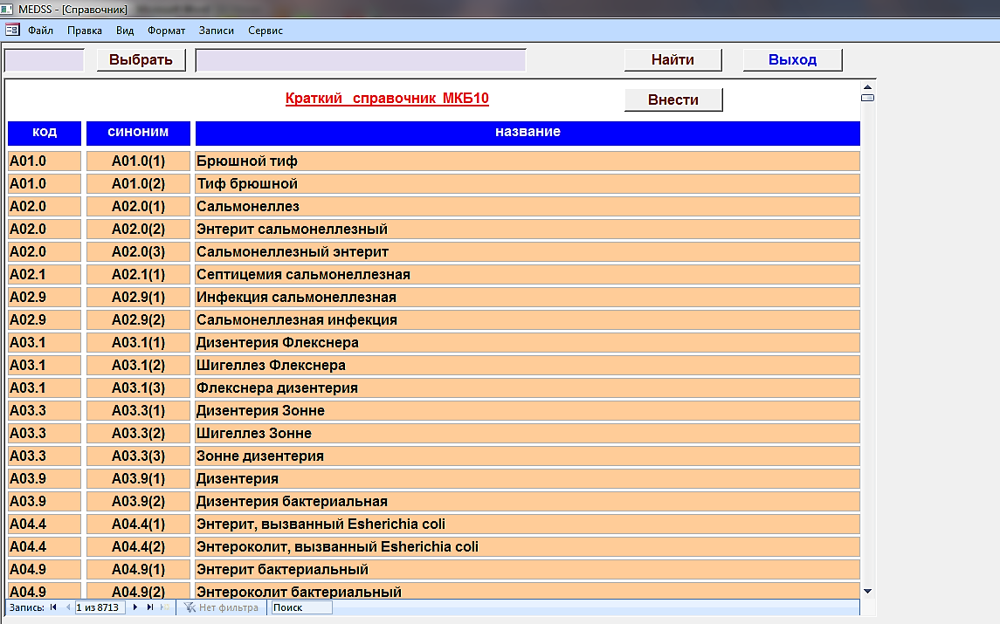 MEDSS - [Справочник]
Файл Правка Вид Формат Записи Сервис
Выбрать Найти Выход
Краткий справочник МКБ10 Внести
код синоним название
A01.0 A01.0(1) Брюшной тиф
A01.0 A01.0(2) Тиф брюшной
A02.0 A02.0(1) Сальмонеллез
A02.0 A02.0(2) Энтерит сальмонеллезный
A02.0 A02.0(3) Сальмонеллезный энтерит
A02.1 A02.1(1) Септицемия сальмонеллезная
A02.9 A02.9(1) Инфекция сальмонеллезная
A02.9 A02.9(2) Сальмонеллезная инфекция
A03.1 A03.1(1) Дизентерия Флекснера
A03.1 A03.1(2) Шигеллез Флекснера
A03.1 A03.1(3) Флекснера дизентерия
A03.3 A03.3(1) Дизентерия Зонне
A03.3 A03.3(2) Шигеллез Зонне
A03.3 A03.3(3) Зонне дизентерия
A03.9 A03.9(1) Дизентерия
A03.9 A03.9(2) Дизентерия бактериальная
A04.4 A04.4(1) Энтерит, вызванный Esherichia coli
A04.4 A04.4(2) Энтероколит, вызванный Esherichia coli
A04.9 A04.9(1) Энтерит бактериальный
A04.9 A04.9(2) Энтероколит бактериальный
Запись: 1 из 8713 Нет фильтра Поиск